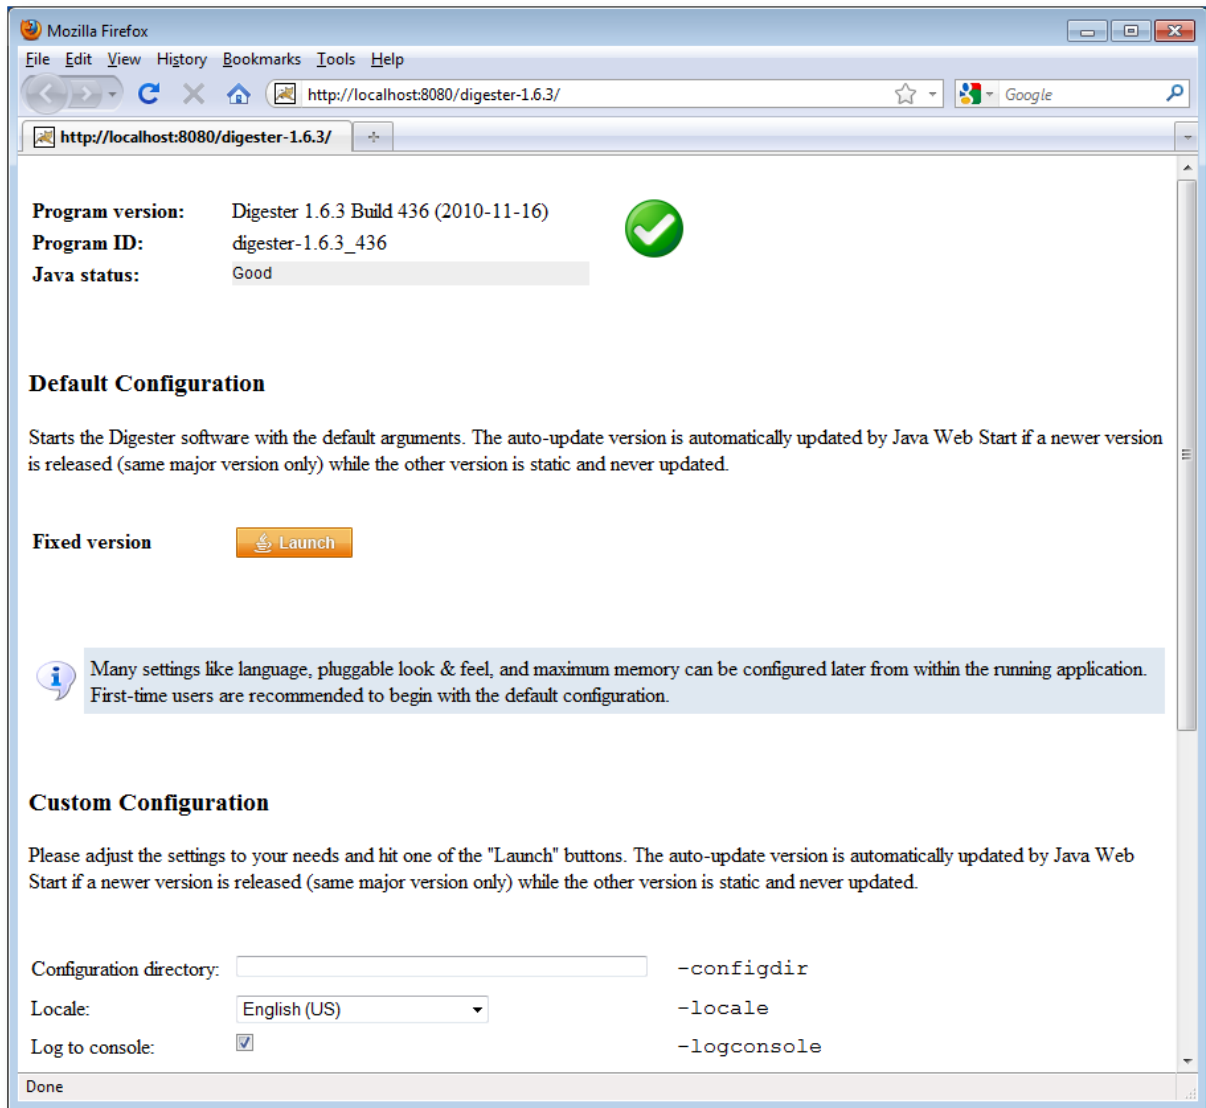 Mozilla Firefox
File Edit View History Bookmarks Tools Help
http://localhost:8080/digester-1.6.3/ Google
http://localhost:8080/digester-1.6.3/
Program version: Digester 1.6.3 Build 436 (2010-11-16)
Program ID: digester-1.6.3_436
Java status: Good
Default Configuration
Starts the Digester software with the default arguments. The auto-update version is automatically updated by Java Web Start if a newer version
is released (same major version only) while the other version is static and never updated.
Fixed version Launch
Many settings like language, pluggable look & feel, and maximum memory can be configured later from within the running application.
First-time users are recommended to begin with the default configuration.
Custom Configuration
Please adjust the settings to your needs and hit one of the "Launch" buttons. The auto-update version is automatically updated by Java Web
Start if a newer version is released (same major version only) while the other version is static and never updated.
Configuration directory: -configdir
Locale: English (US) -locale
Log to console: -logconsole
Done